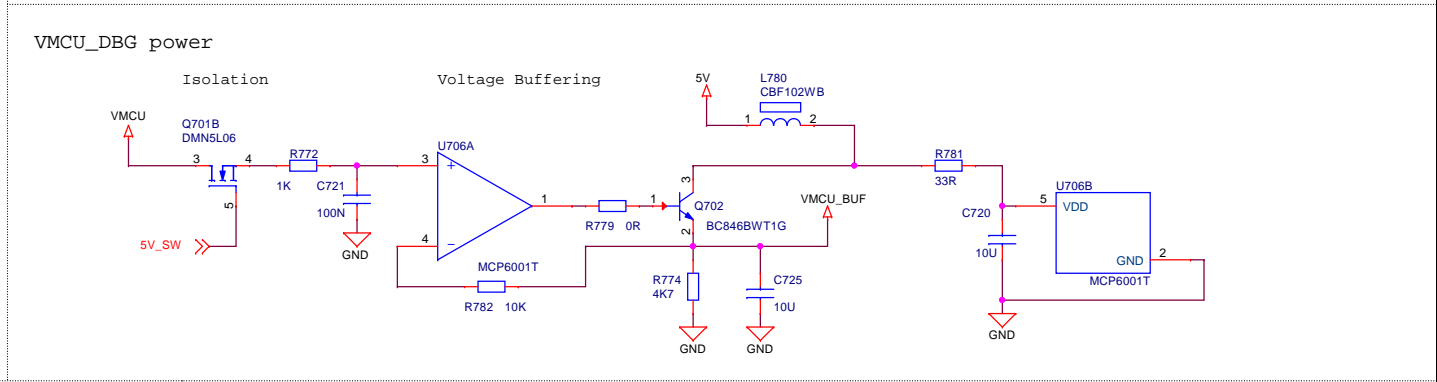 VMCU_DBG power
Isolation
Voltage Buffering
VMCU
Q701B
DMN5L06
3
4
5
5V_SW
R772
1K
C721
100N
GND
U706A
3
+
4
−
1
MCP6001T
R782 10K
R779 0R
1
3
2
Q702
BC846BWT1G
5V
L780
CBF102WB
1
2
VMCU_BUF
R774
4K7
GND
C725
10U
GND
R781
33R
C720
10U
GND
U706B
5
VDD
GND
2
MCP6001T